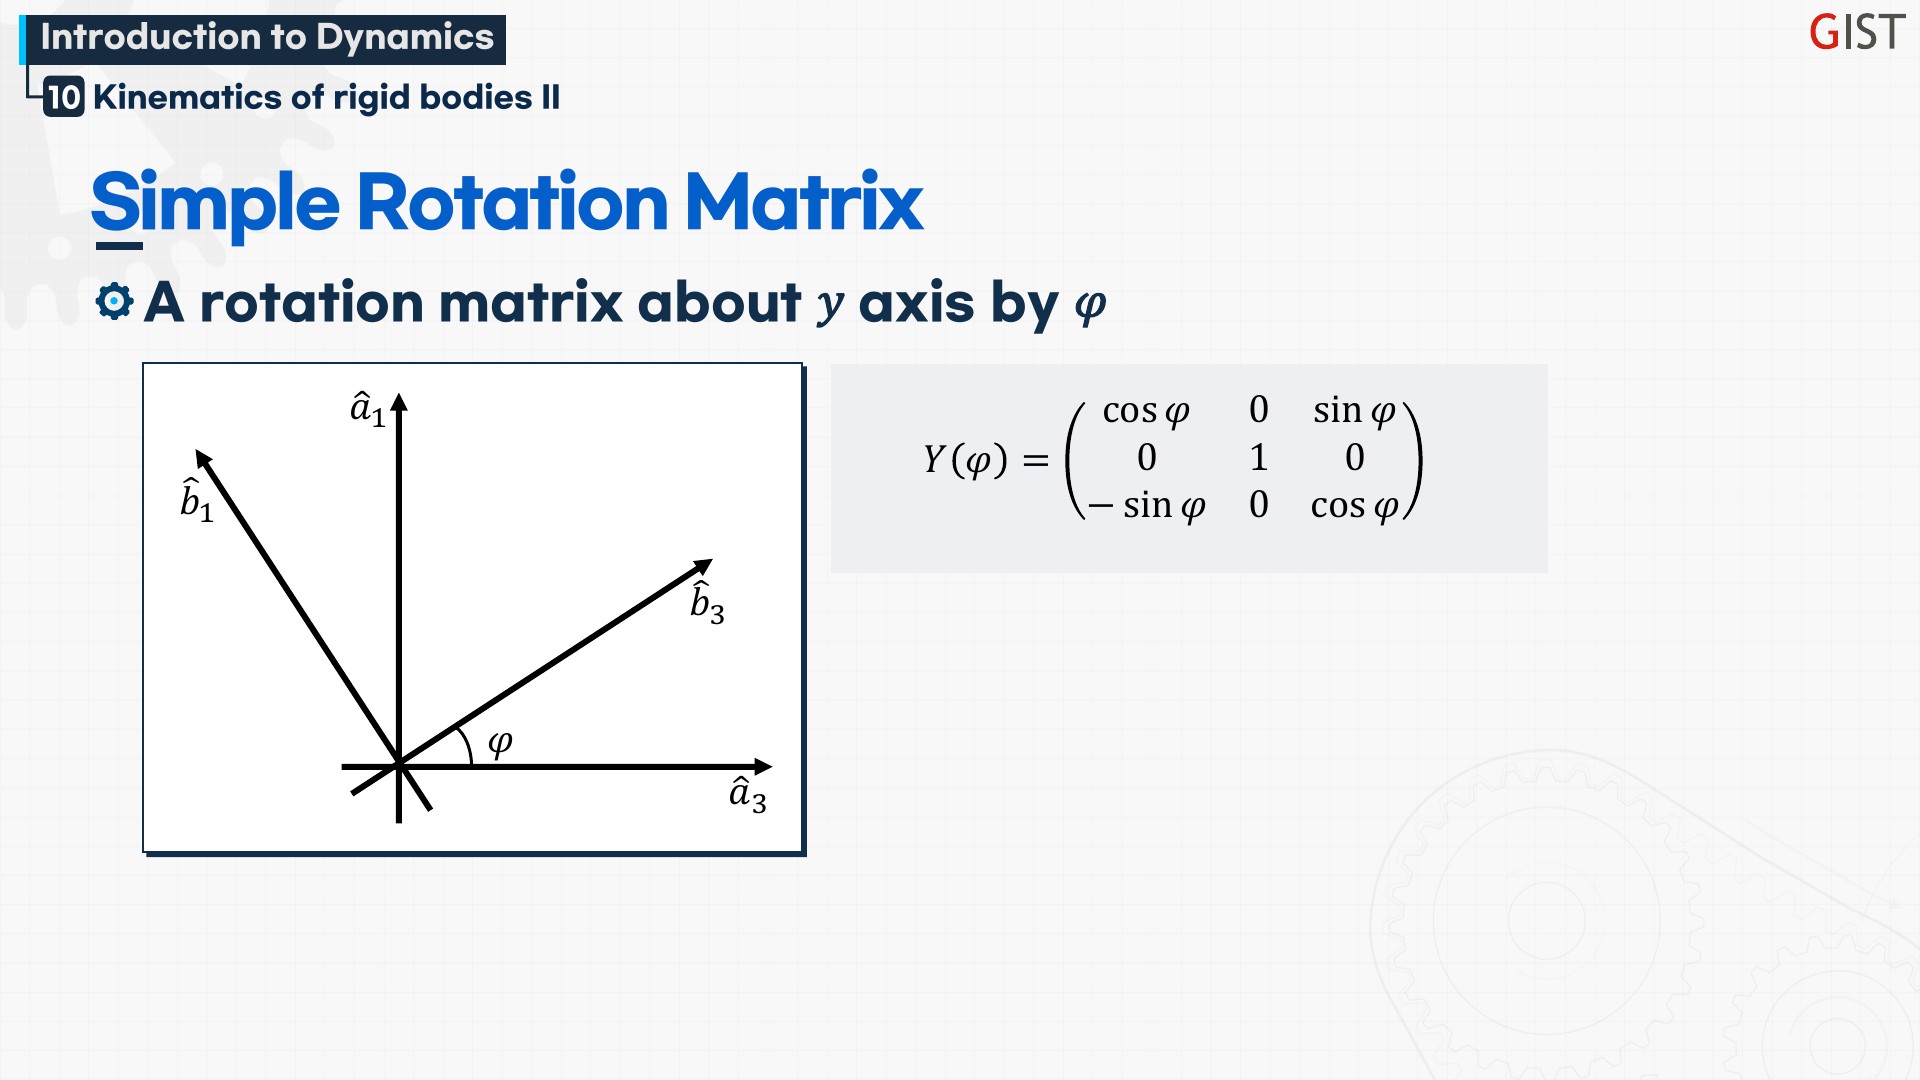 Introduction to Dynamics
GIST
10 Kinematics of rigid bodies II
Simple Rotation Matrix
A rotation matrix about y axis by φ
â₁
b̂₁
b̂₃
φ
â₃
cos φ 0 sin φ
Y(φ) = 0 1 0
− sin φ 0 cos φ